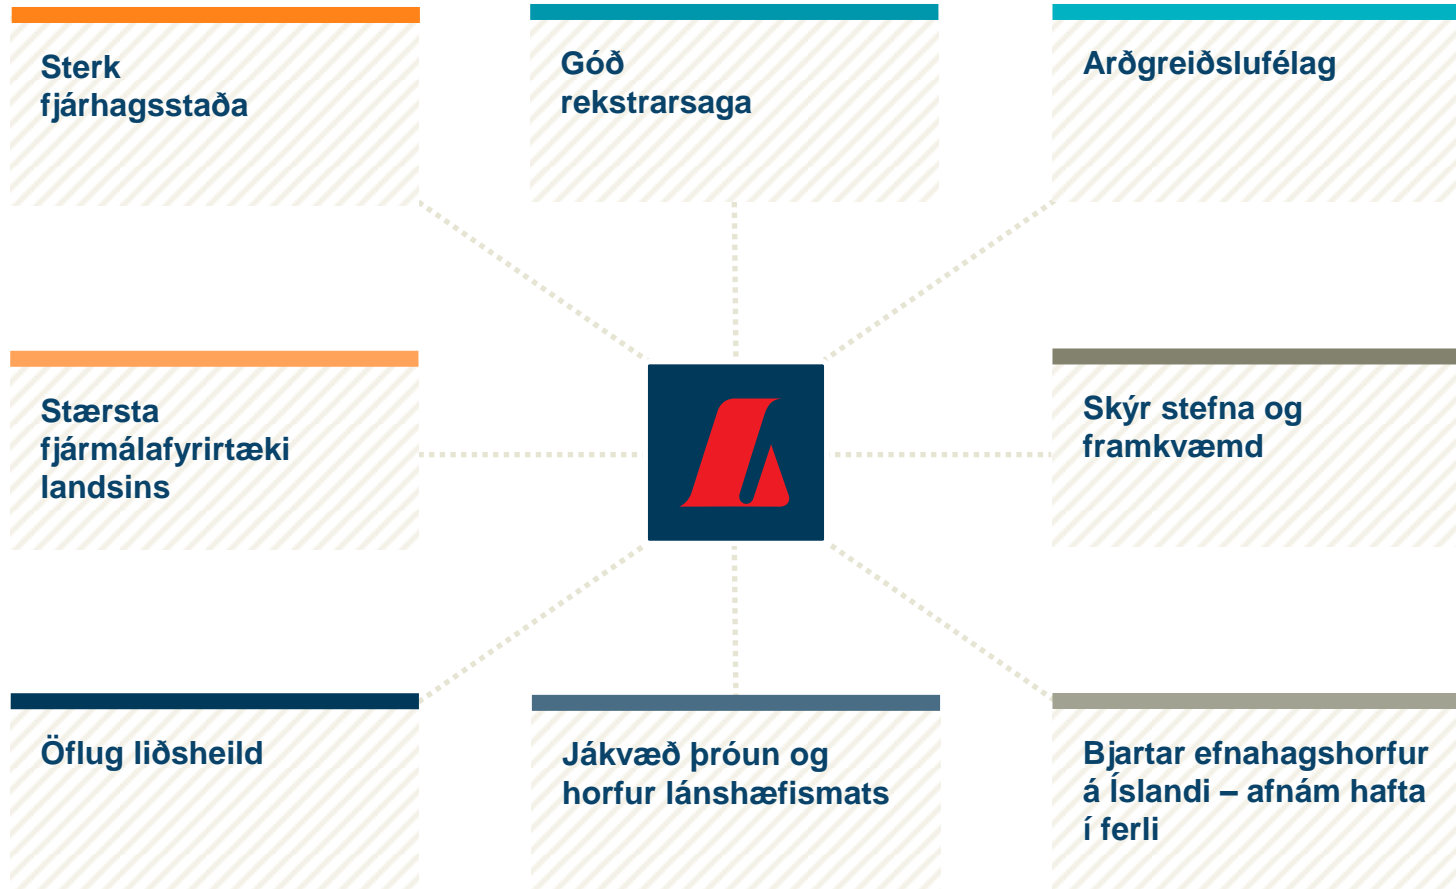 Sterk
fjárhagsstaða
Góð
rekstrarsaga
Arðgreiðslufélag
Stærsta
fjármálafyrirtæki
landsins
Skýr stefna og
framkvæmd
Öflug liðsheild
Jákvæð þróun og
horfur lánshæfismats
Bjartar efnahagshorfur
á Íslandi – afnám hafta
í ferli